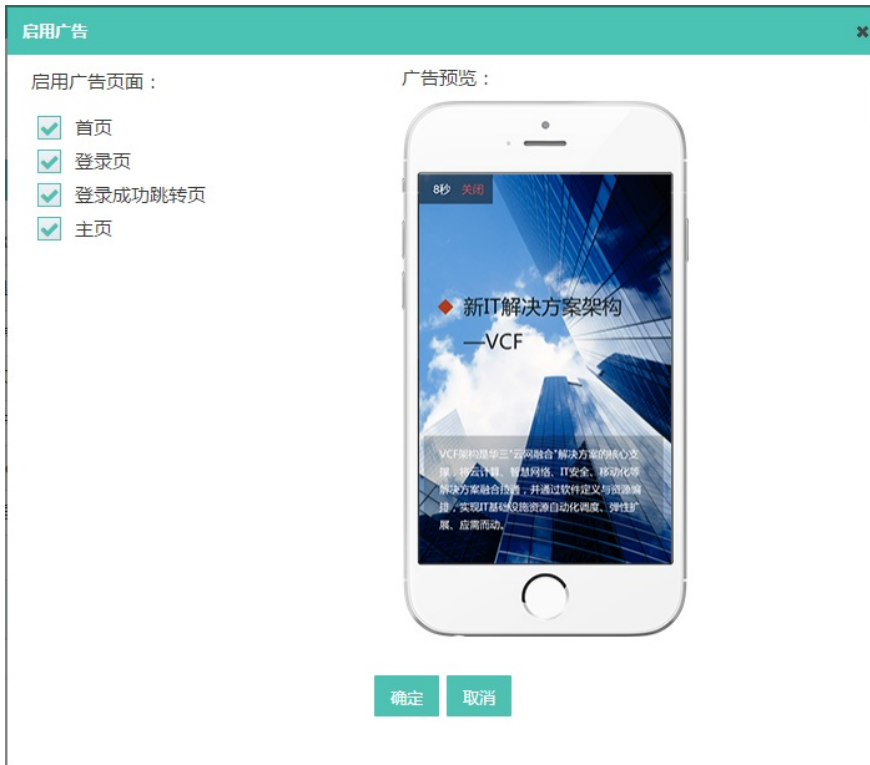 启用广告
启用广告页面：
首页
登录页
登录成功跳转页
主页
广告预览：
8秒 关闭
新IT解决方案架构
—VCF
VCF架构是华三“云网融合”解决方案的核心支
撑，将云计算、智慧网络、IT安全、移动化等
解决方案融合拉通，并通过软件定义与资源编
排，实现IT基础设施资源自动化调度、弹性扩
展、应需而动。
确定 取消